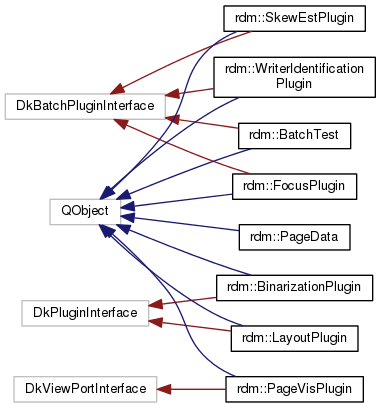 rdm::SkewEstPlugin
rdm::WriterIdentification
Plugin
DkBatchPluginInterface
rdm::BatchTest
rdm::FocusPlugin
QObject
rdm::PageData
rdm::BinarizationPlugin
DkPluginInterface
rdm::LayoutPlugin
DkViewPortInterface
rdm::PageVisPlugin